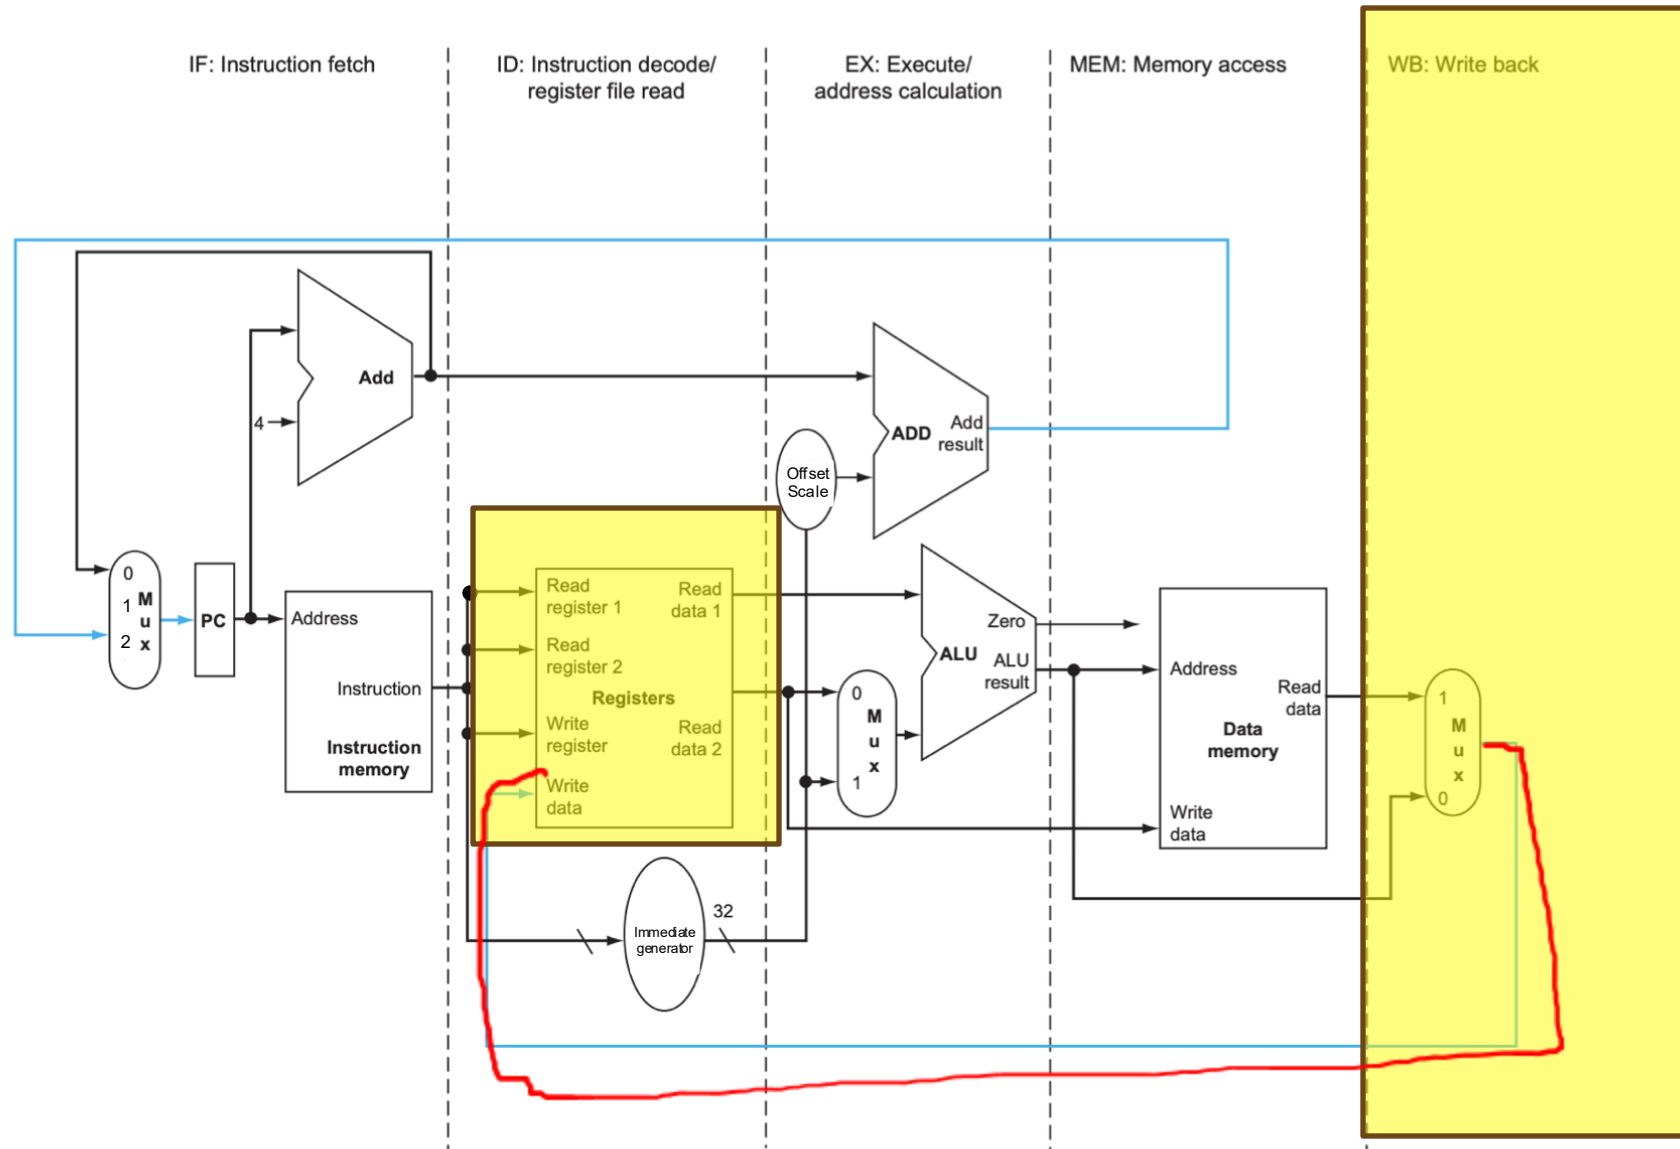 IF: Instruction fetch
ID: Instruction decode/
register file read
EX: Execute/
address calculation
MEM: Memory access
WB: Write back
Add
4
ADD
Add
result
Offset
Scale
0
1
2
M
u
x
PC
Address
Instruction
Instruction
memory
Read
register 1
Read
register 2
Write
register
Write
data
Registers
Read
data 1
Read
data 2
Immediate
generator
32
0
M
u
x
1
Zero
ALU
ALU
result
Address
Read
data
Data
memory
Write
data
1
M
u
x
0